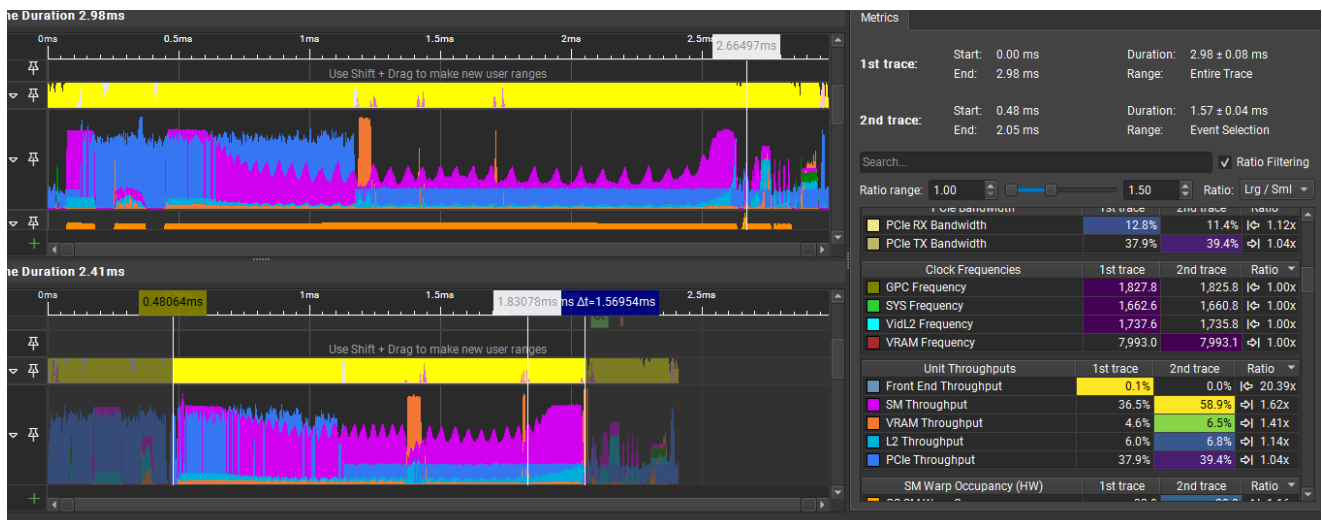 ne Duration 2.98ms
0ms 0.5ms 1ms 1.5ms 2ms 2.5ms
2.66497ms
Use Shift + Drag to make new user ranges
ne Duration 2.41ms
0ms 0.5ms 1ms 1.5ms 2.5ms
0.48064ms 1.83078ms ns Δt=1.56954ms
Use Shift + Drag to make new user ranges
Metrics
1st trace: Start: 0.00 ms Duration: 2.98 ± 0.08 ms
End: 2.98 ms Range: Entire Trace
2nd trace: Start: 0.48 ms Duration: 1.57 ± 0.04 ms
End: 2.05 ms Range: Event Selection
Search... Ratio Filtering
Ratio range: 1.00 1.50 Ratio: Lrg / Sml
PCIe Bandwidth 1st trace 2nd trace Ratio
PCIe RX Bandwidth 12.8% 11.4% 1.12x
PCIe TX Bandwidth 37.9% 39.4% 1.04x
Clock Frequencies 1st trace 2nd trace Ratio
GPC Frequency 1,827.8 1,825.8 1.00x
SYS Frequency 1,662.6 1,660.8 1.00x
VidL2 Frequency 1,737.6 1,735.8 1.00x
VRAM Frequency 7,993.0 7,993.1 1.00x
Unit Throughputs 1st trace 2nd trace Ratio
Front End Throughput 0.1% 0.0% 20.39x
SM Throughput 36.5% 58.9% 1.62x
VRAM Throughput 4.6% 6.5% 1.41x
L2 Throughput 6.0% 6.8% 1.14x
PCIe Throughput 37.9% 39.4% 1.04x
SM Warp Occupancy (HW) 1st trace 2nd trace Ratio